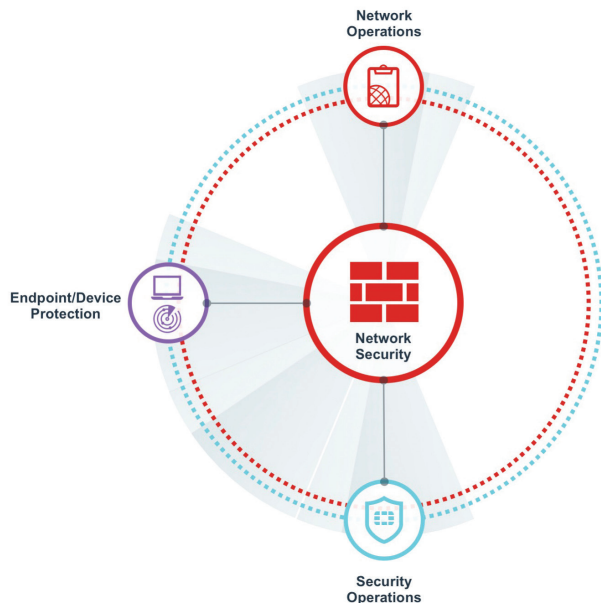 Network
Operations
Endpoint/Device
Protection
Network
Security
Security
Operations